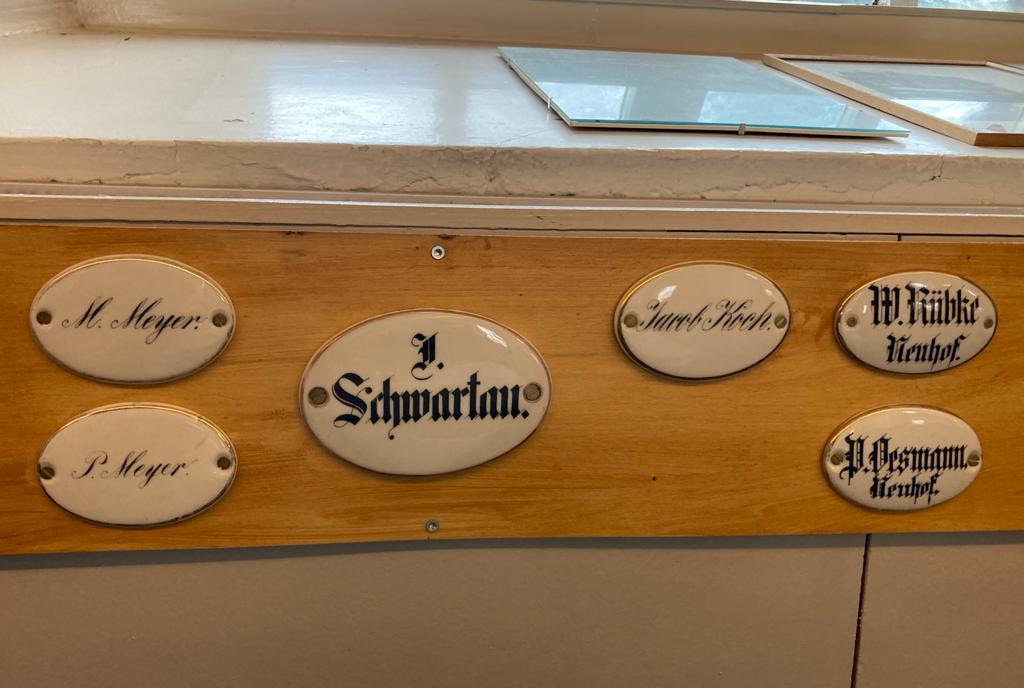 M. Meyer.
P. Meyer.
J.
Schwartau.
Jacob Koch.
W. Rübke
Neuhof.
P. Oesmann.
Neuhof.